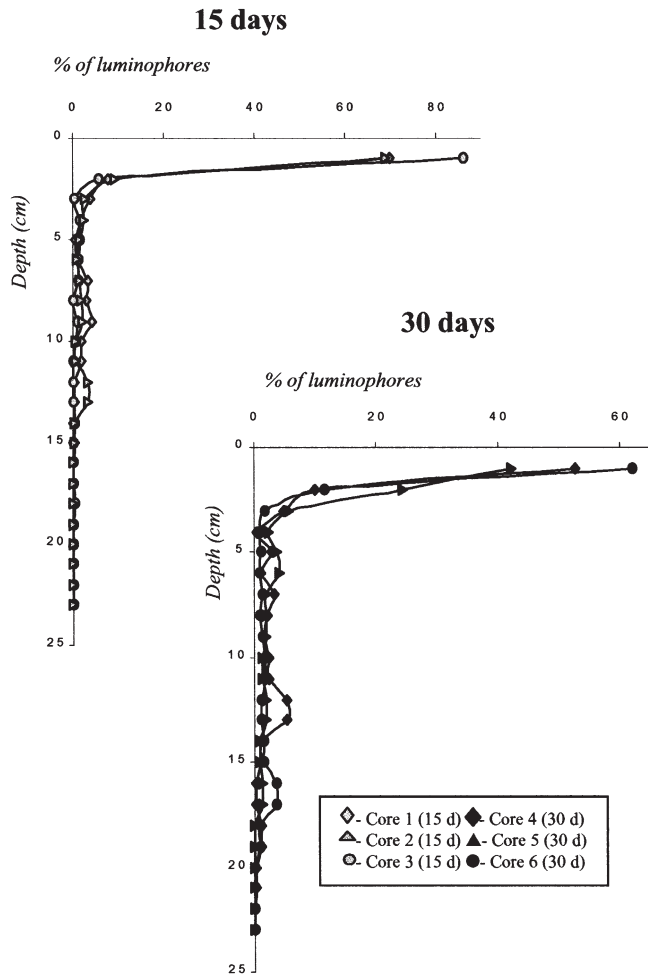 15 days
% of luminophores
0 20 40 60 80
0
5
10
15
20
25
Depth (cm)
30 days
% of luminophores
0 20 40 60
0
5
10
15
20
25
Depth (cm)
- Core 1 (15 d) - Core 4 (30 d)
- Core 2 (15 d) - Core 5 (30 d)
- Core 3 (15 d) - Core 6 (30 d)